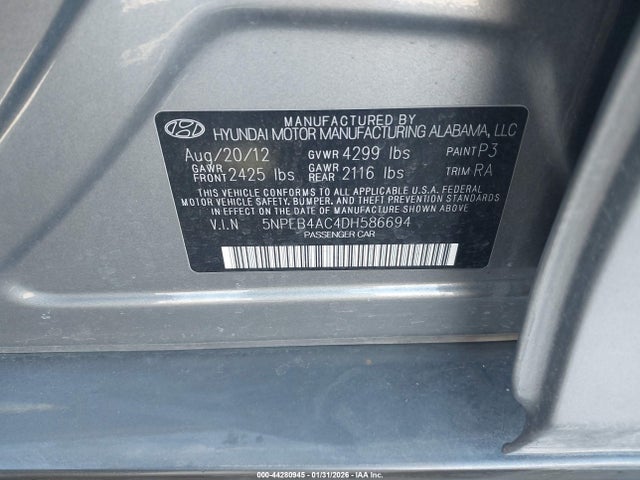 MANUFACTURED BY
HYUNDAI MOTOR MANUFACTURING ALABAMA, LLC
Aug/20/12 GVWR 4299 lbs PAINT P3
GAWR FRONT 2425 lbs GAWR REAR 2116 lbs TRIM RA
THIS VEHICLE CONFORMS TO ALL APPLICABLE U.S.A. FEDERAL
MOTOR VEHICLE SAFETY, BUMPER, AND THEFT PREVENTION STANDARDS
IN EFFECT ON THE DATE OF MANUFACTURE SHOWN ABOVE.
V.I.N 5NPEB4AC4DH586694
PASSENGER CAR
000-44280945 - 01/31/2026 - IAA Inc.